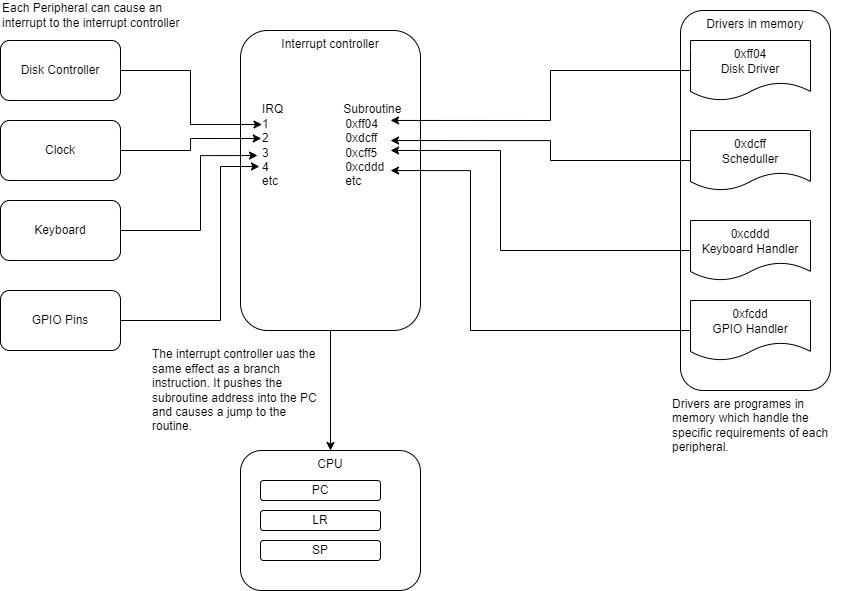 Each Peripheral can cause an
interrupt to the interrupt controller
Disk Controller
Clock
Keyboard
GPIO Pins
Interrupt controller
IRQ
1
2
3
4
etc
Subroutine
0xff04
0xdcff
0xcff5
0xcddd
etc
Drivers in memory
0xff04
Disk Driver
0xdcff
Scheduller
0xcddd
Keyboard Handler
0xfcdd
GPIO Handler
Drivers are programes in
memory which handle the
specific requirements of each
peripheral.
The interrupt controller uas the
same effect as a branch
instruction. It pushes the
subroutine address into the PC
and causes a jump to the
routine.
CPU
PC
LR
SP